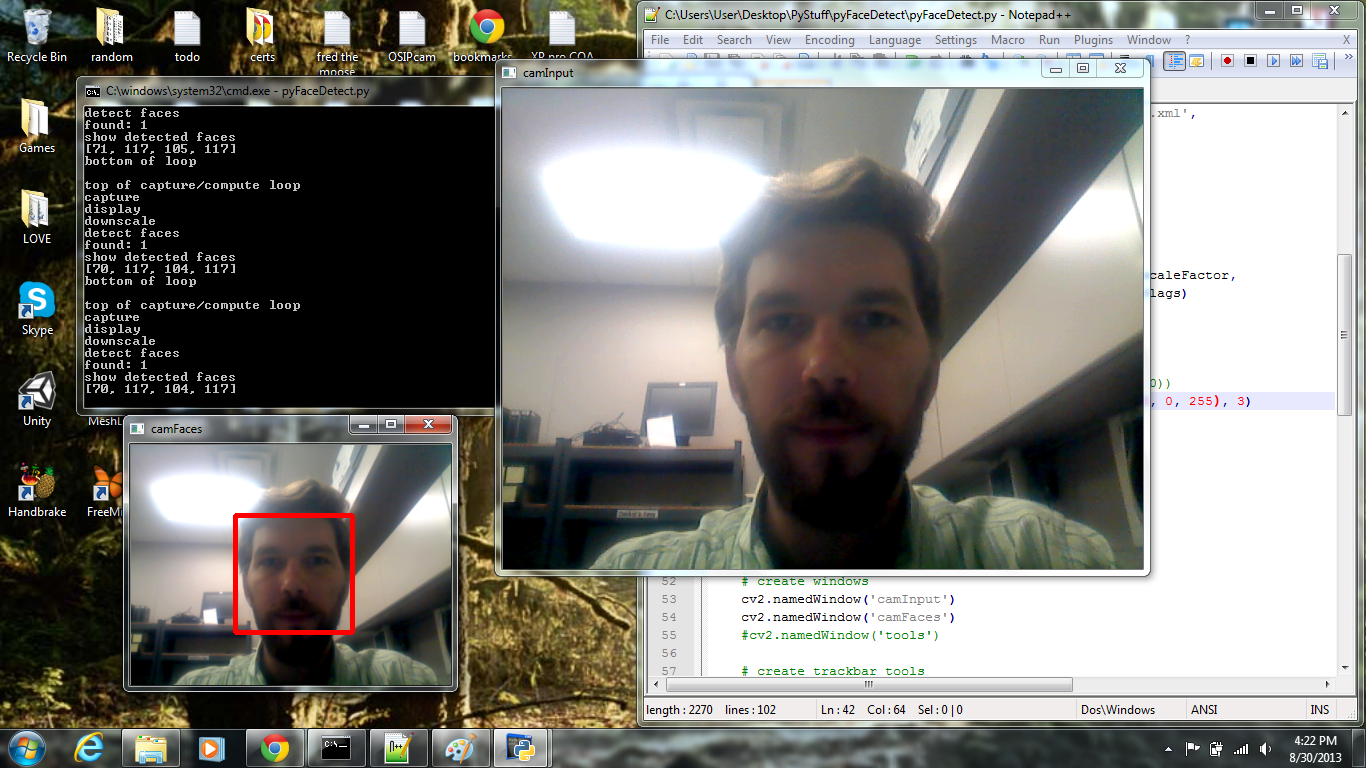 Recycle Bin
random
todo
certs
fred the
moose
OSIPcam
bookmarks
XP pro COA
Games
LOVE
Skype
Unity
MeshL
Handbrake
FreeMi
C:\windows\system32\cmd.exe - pyFaceDetect.py
detect faces
found: 1
show detected faces
[71, 117, 105, 117]
bottom of loop
top of capture/compute loop
capture
display
downscale
detect faces
found: 1
show detected faces
[70, 117, 104, 117]
bottom of loop
top of capture/compute loop
capture
display
downscale
detect faces
found: 1
show detected faces
[70, 117, 104, 117]
camFaces
camInput
C:\Users\User\Desktop\PyStuff\pyFaceDetect\pyFaceDetect.py - Notepad++
File Edit Search View Encoding Language Settings Macro Run Plugins Window ? X
.xml',
caleFactor,
lags)
0))
, 0, 255), 3)
52 # create windows
53 cv2.namedWindow('camInput')
54 cv2.namedWindow('camFaces')
55 #cv2.namedWindow('tools')
56
57 # create trackbar tools
length : 2270 lines : 102 Ln : 42 Col : 64 Sel : 0 | 0 Dos\Windows ANSI INS
4:22 PM
8/30/2013